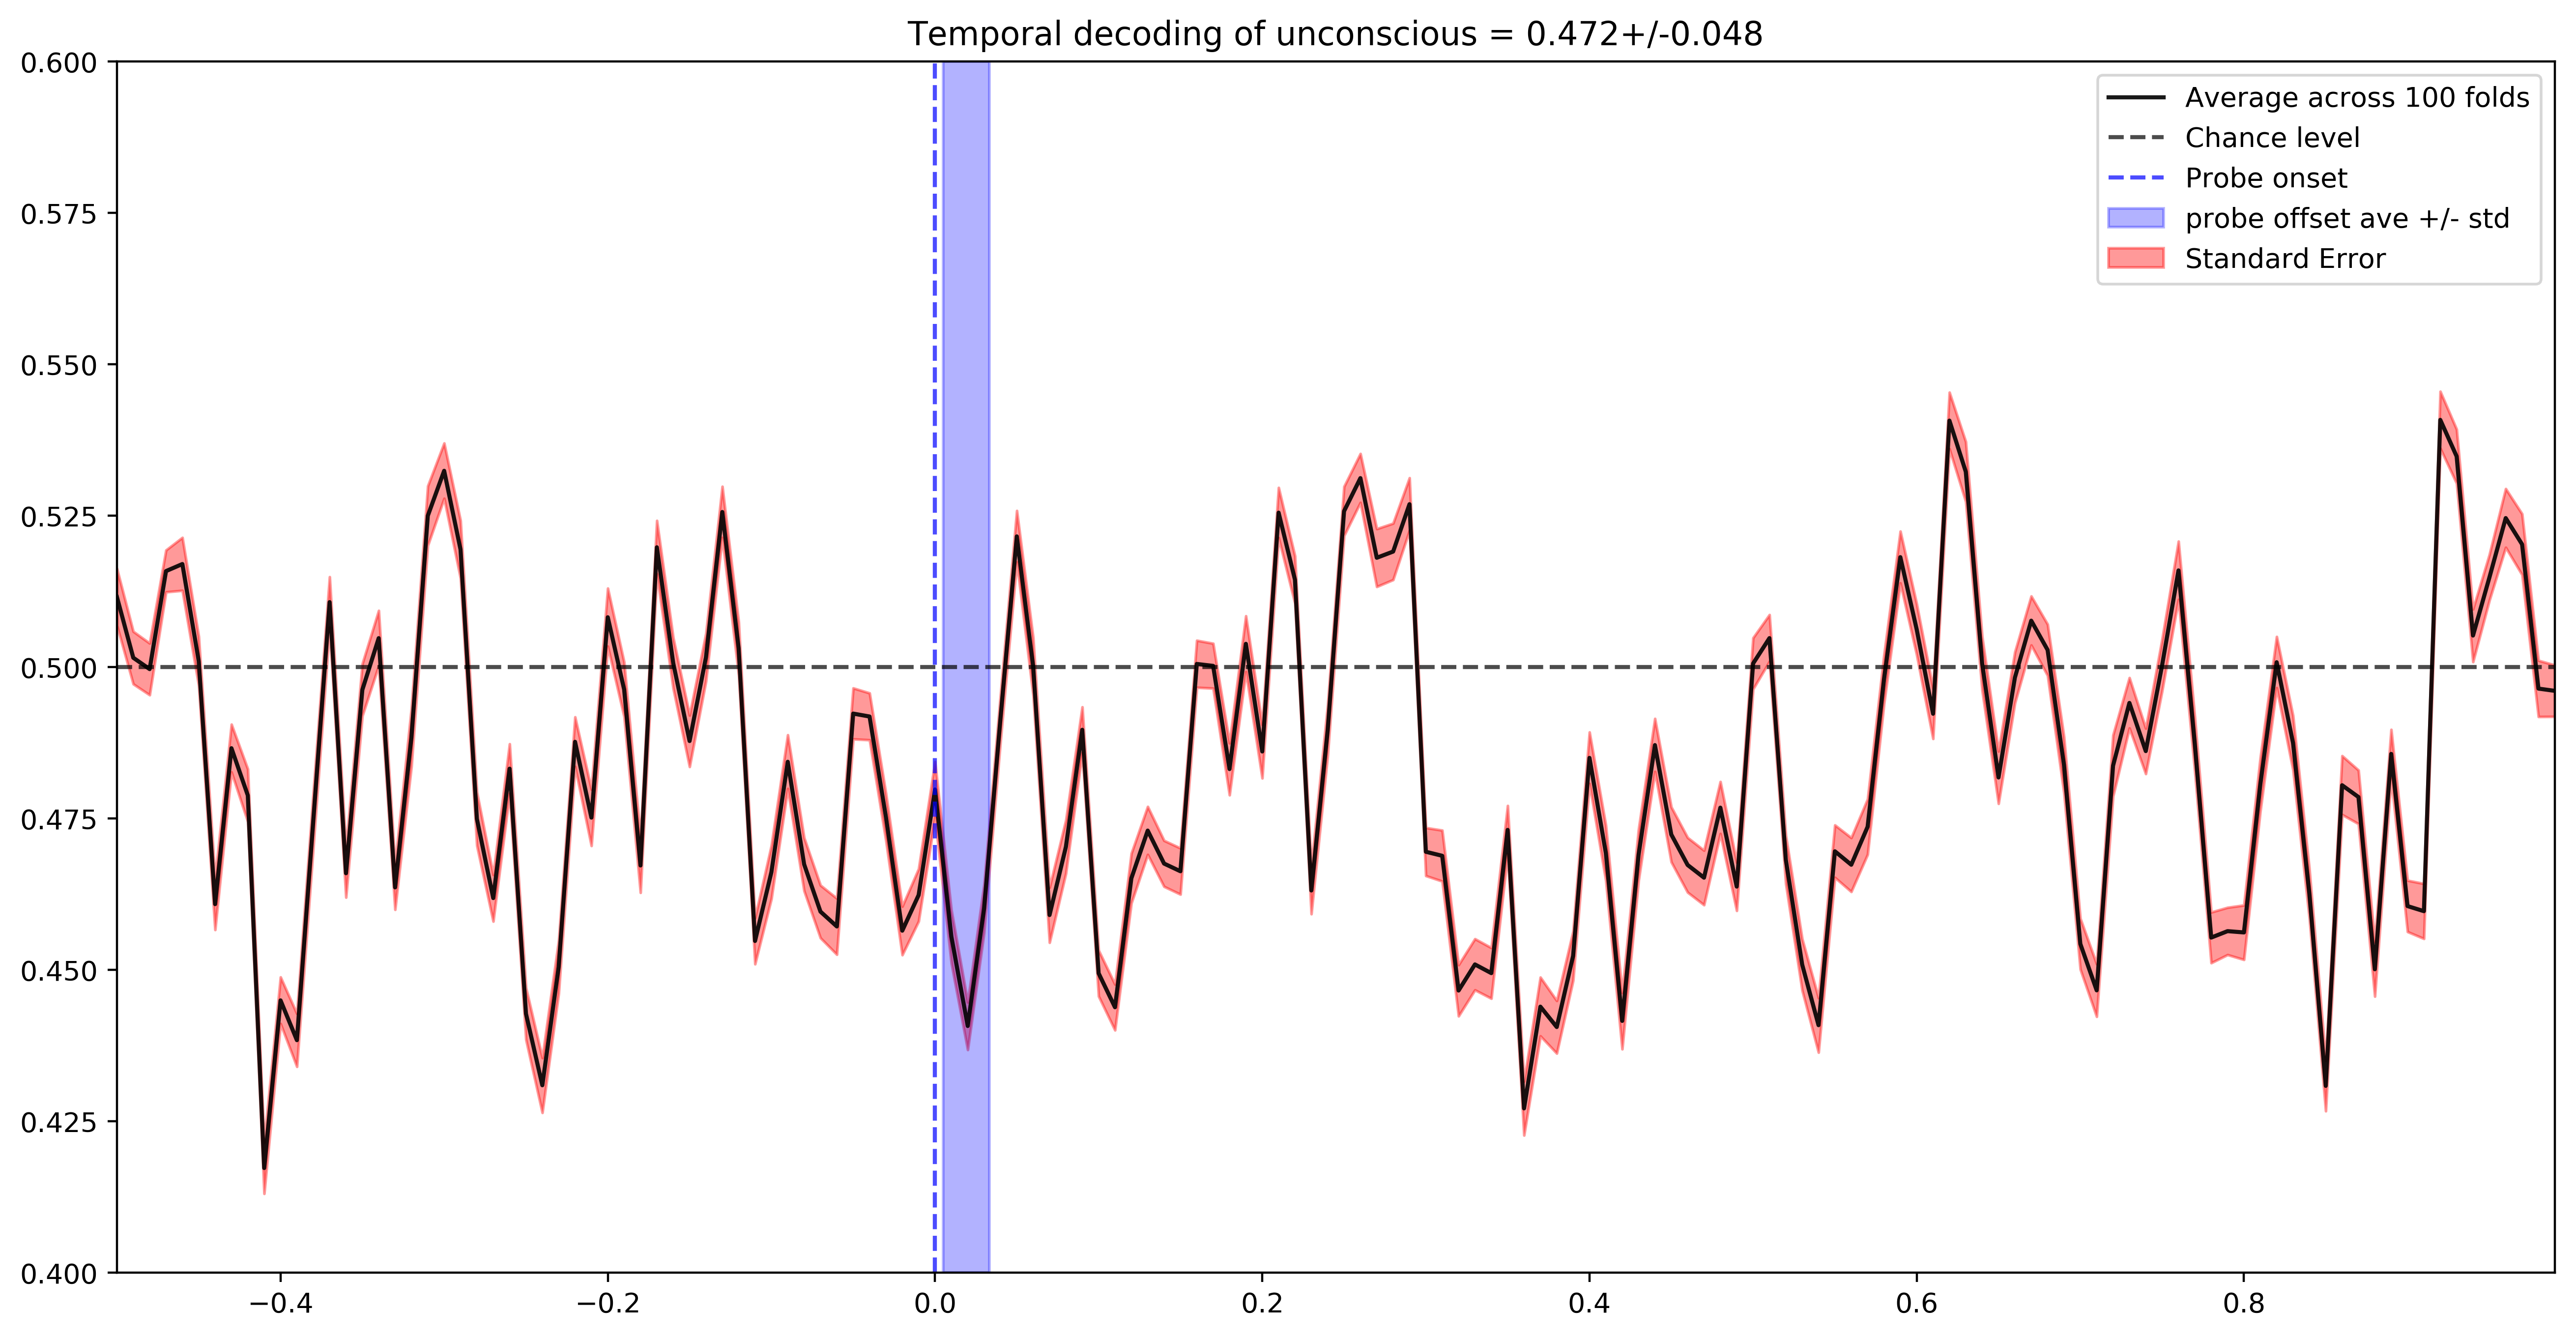 Temporal decoding of unconscious = 0.472+/-0.048
0.600
0.575
0.550
0.525
0.500
0.475
0.450
0.425
0.400
Average across 100 folds
Chance level
Probe onset
probe offset ave +/- std
Standard Error
−0.4
−0.2
0.0
0.2
0.4
0.6
0.8